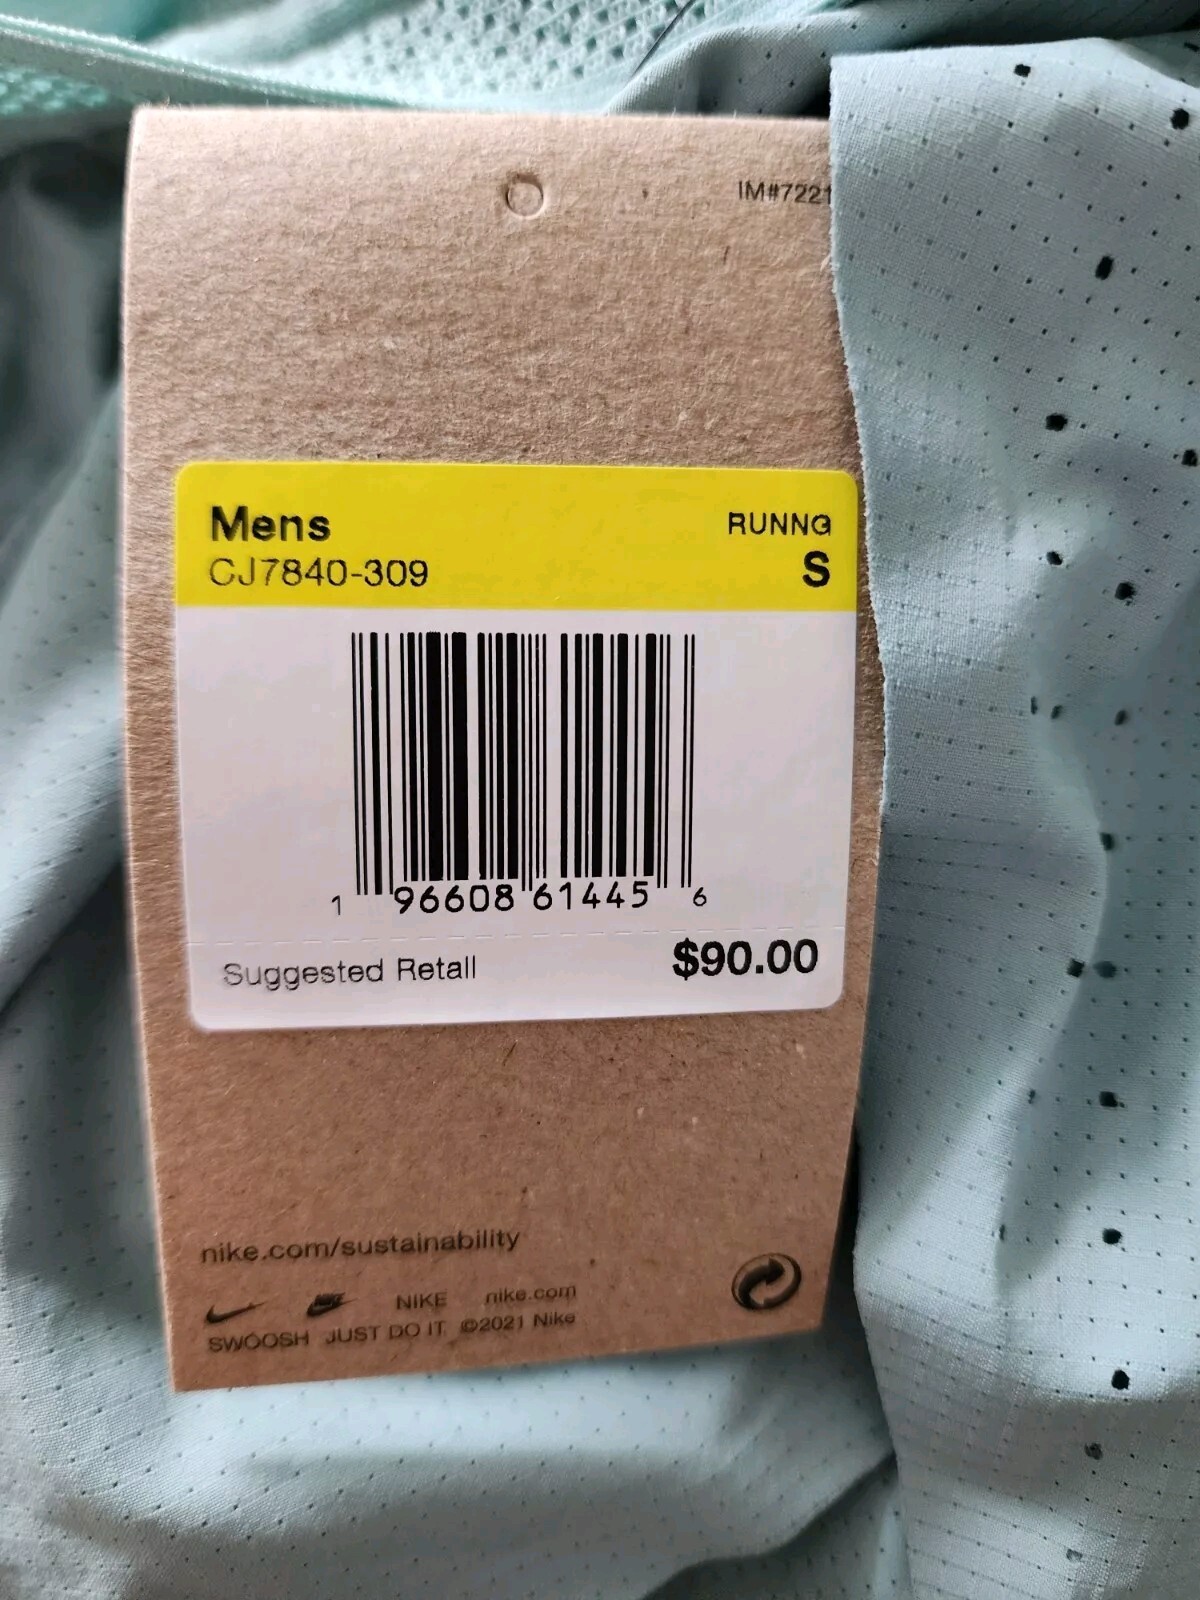 IM#7221
Mens RUNNG
CJ7840-309 S
1 96608 61445 6
Suggested Retail $90.00
nike.com/sustainability
NIKE nike.com
SWOOSH JUST DO IT ©2021 Nike